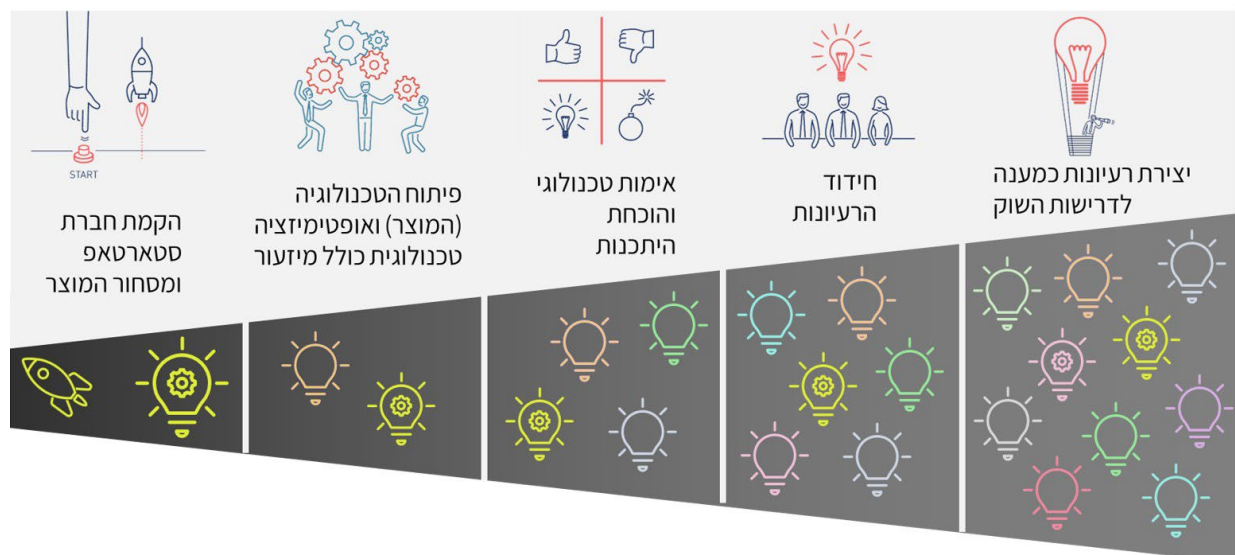 יצירת רעיונות כמענה
לדרישות השוק
חידוד
הרעיונות
אימות טכנולוגי
והוכחת
היתכנות
פיתוח הטכנולוגיה
(המוצר) ואופטימיזציה
טכנולוגית כולל מיזעור
START
הקמת חברת
סטארטאפ
ומסחור המוצר